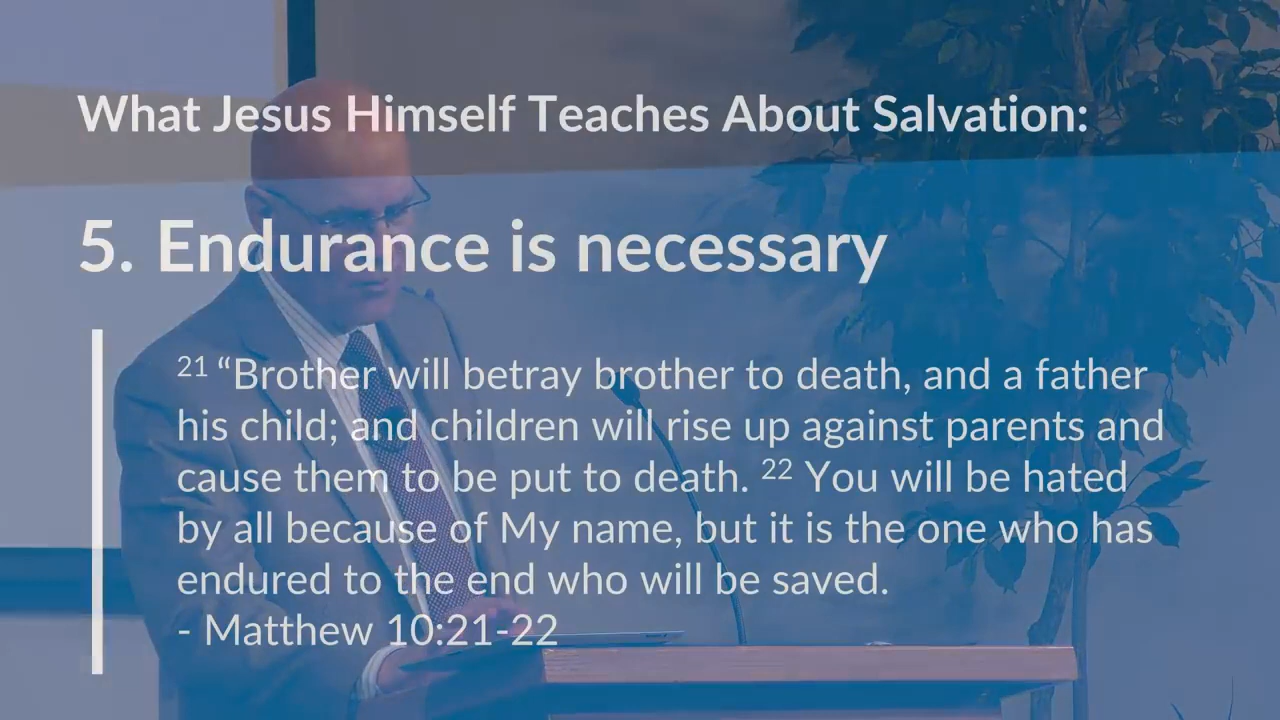 What Jesus Himself Teaches About Salvation:
5. Endurance is necessary
21 “Brother will betray brother to death, and a father
his child; and children will rise up against parents and
cause them to be put to death. 22 You will be hated
by all because of My name, but it is the one who has
endured to the end who will be saved.
- Matthew 10:21-22